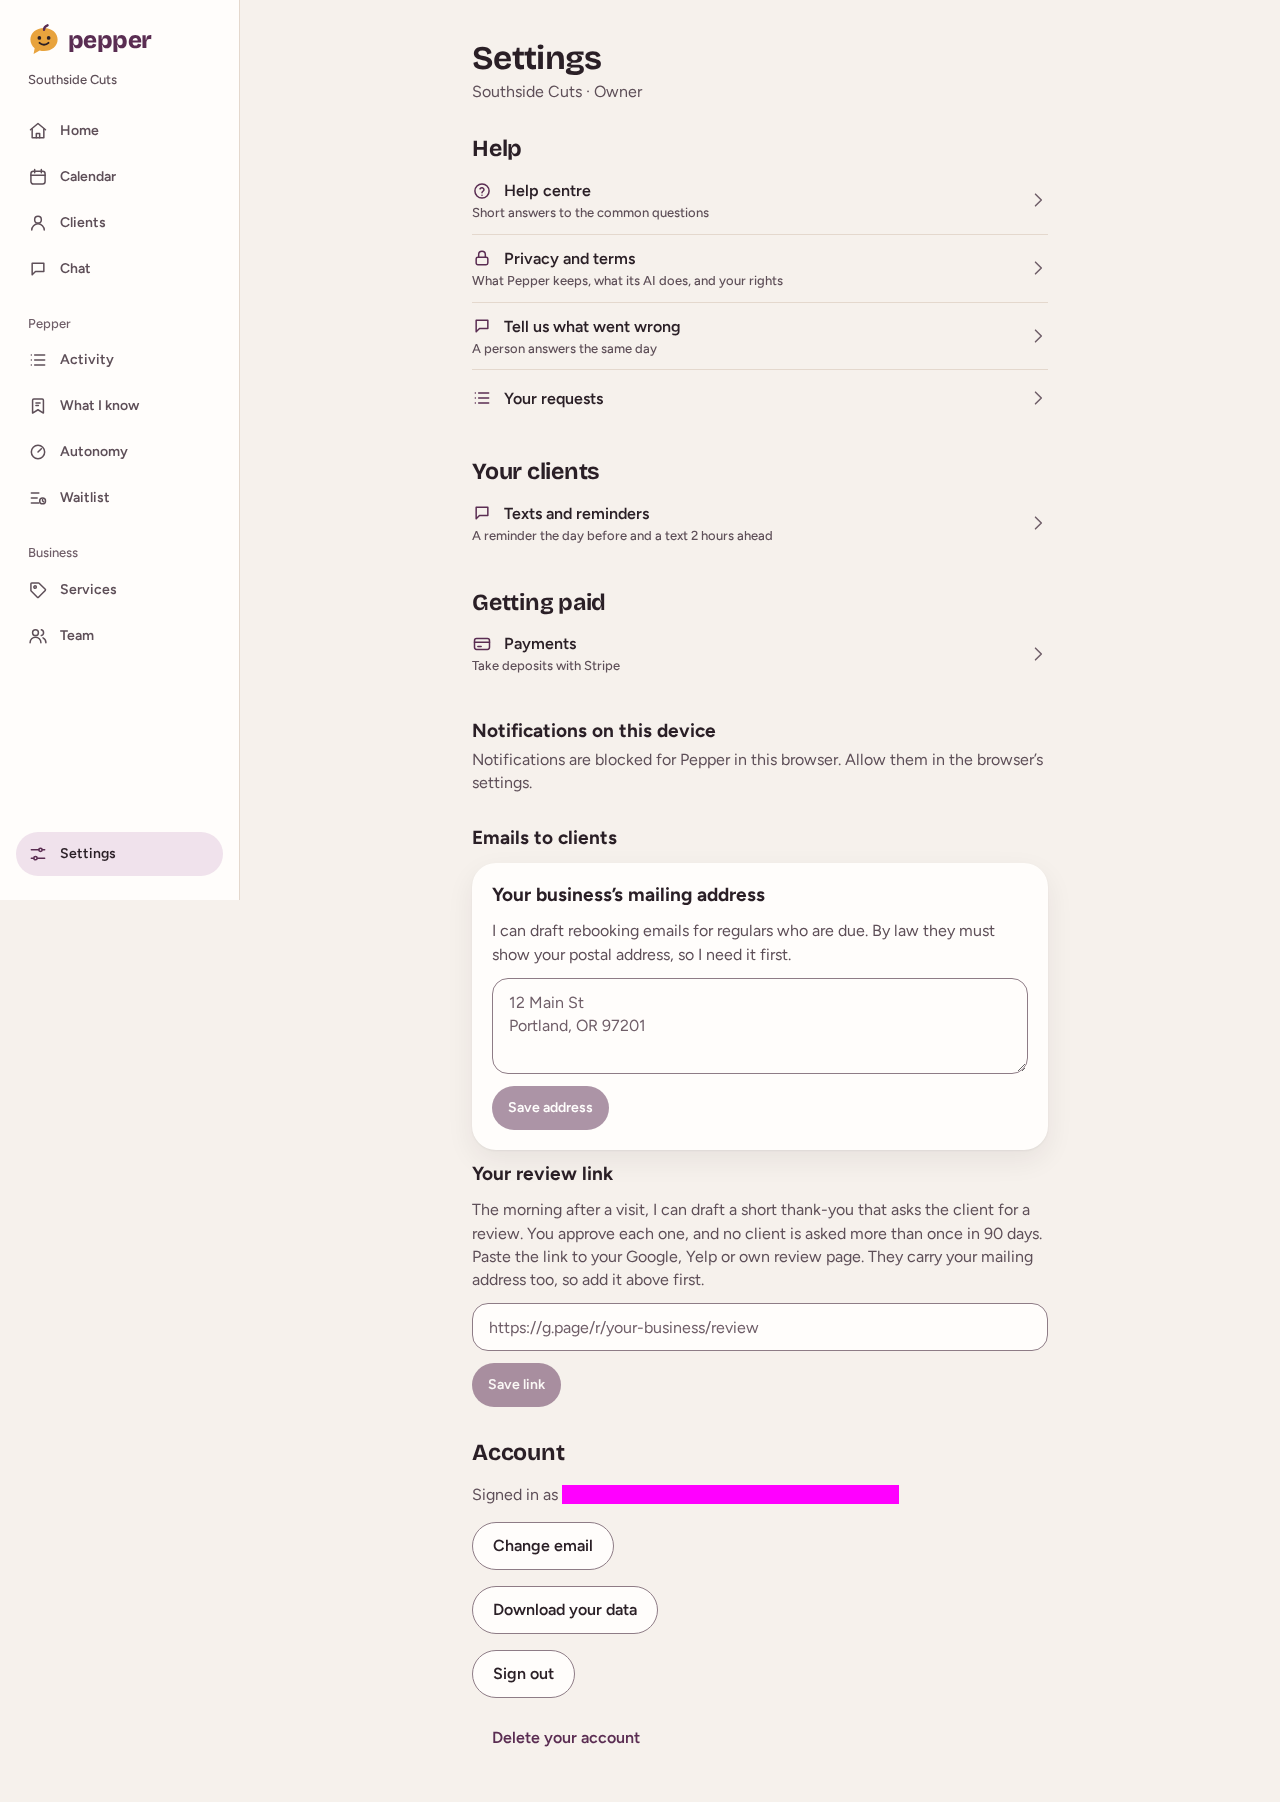 pepper
Southside Cuts
Home
Calendar
Clients
Chat
Pepper
Activity
What I know
Autonomy
Waitlist
Business
Services
Team
Settings
Settings
Southside Cuts · Owner
Help
Help centre
Short answers to the common questions
Privacy and terms
What Pepper keeps, what its AI does, and your rights
Tell us what went wrong
A person answers the same day
Your requests
Your clients
Texts and reminders
A reminder the day before and a text 2 hours ahead
Getting paid
Payments
Take deposits with Stripe
Notifications on this device
Notifications are blocked for Pepper in this browser. Allow them in the browser’s
settings.
Emails to clients
Your business’s mailing address
I can draft rebooking emails for regulars who are due. By law they must
show your postal address, so I need it first.
12 Main St
Portland, OR 97201
Save address
Your review link
The morning after a visit, I can draft a short thank-you that asks the client for a
review. You approve each one, and no client is asked more than once in 90 days.
Paste the link to your Google, Yelp or own review page. They carry your mailing
address too, so add it above first.
https://g.page/r/your-business/review
Save link
Account
Signed in as
Change email
Download your data
Sign out
Delete your account